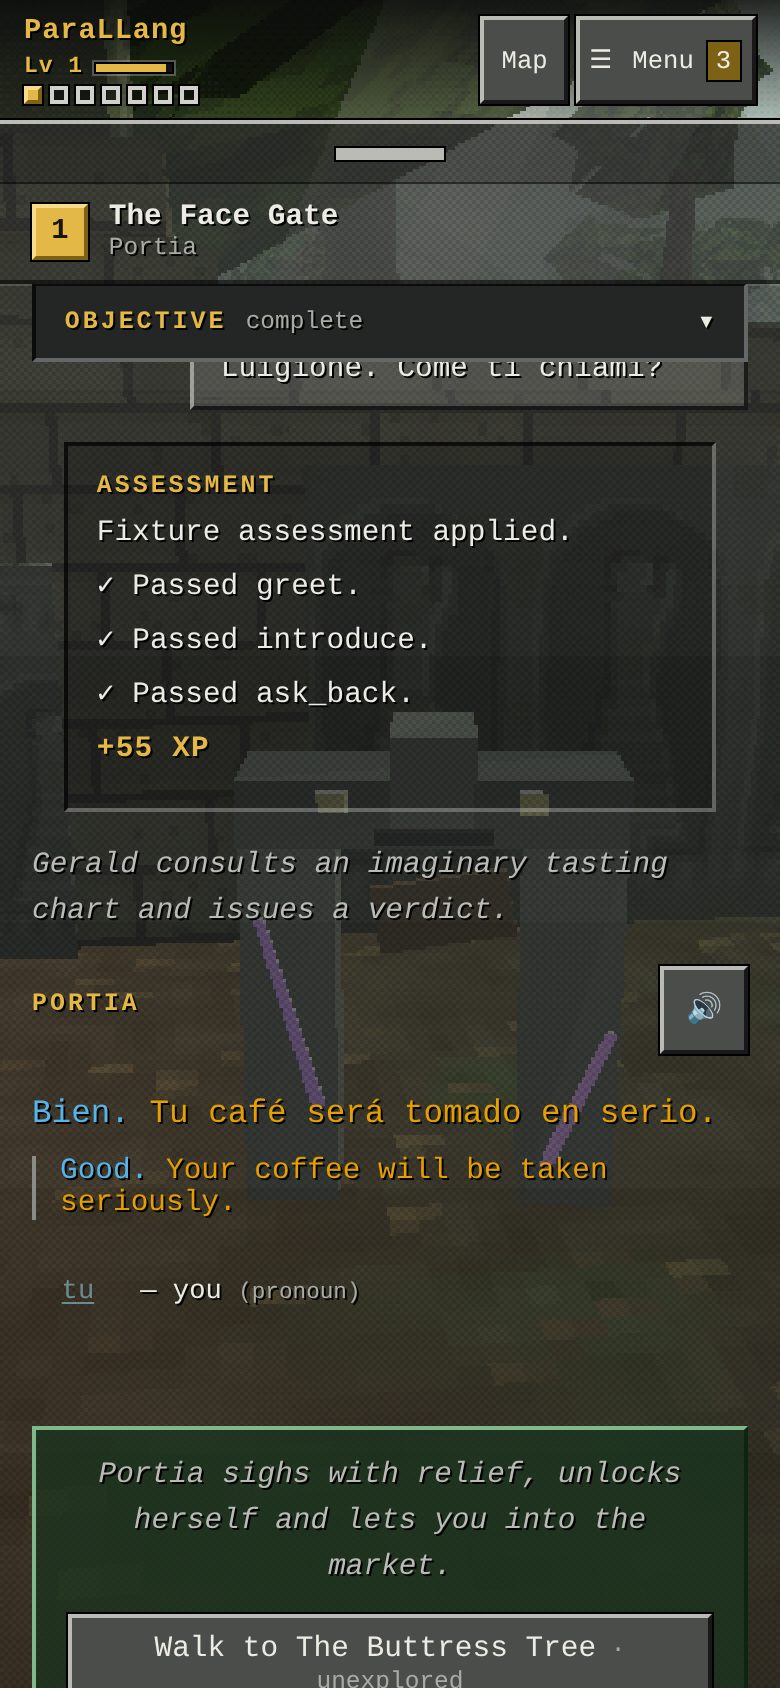 ParaLLang
Lv 1
Map
☰ Menu 3
1
The Face Gate
Portia
OBJECTIVE complete ▼
Luigione. Come ti chiami?
ASSESSMENT
Fixture assessment applied.
✓ Passed greet.
✓ Passed introduce.
✓ Passed ask_back.
+55 XP
Gerald consults an imaginary tasting
chart and issues a verdict.
PORTIA
Bien. Tu café será tomado en serio.
Good. Your coffee will be taken
seriously.
tu — you (pronoun)
Portia sighs with relief, unlocks
herself and lets you into the
market.
Walk to The Buttress Tree ·
unexplored